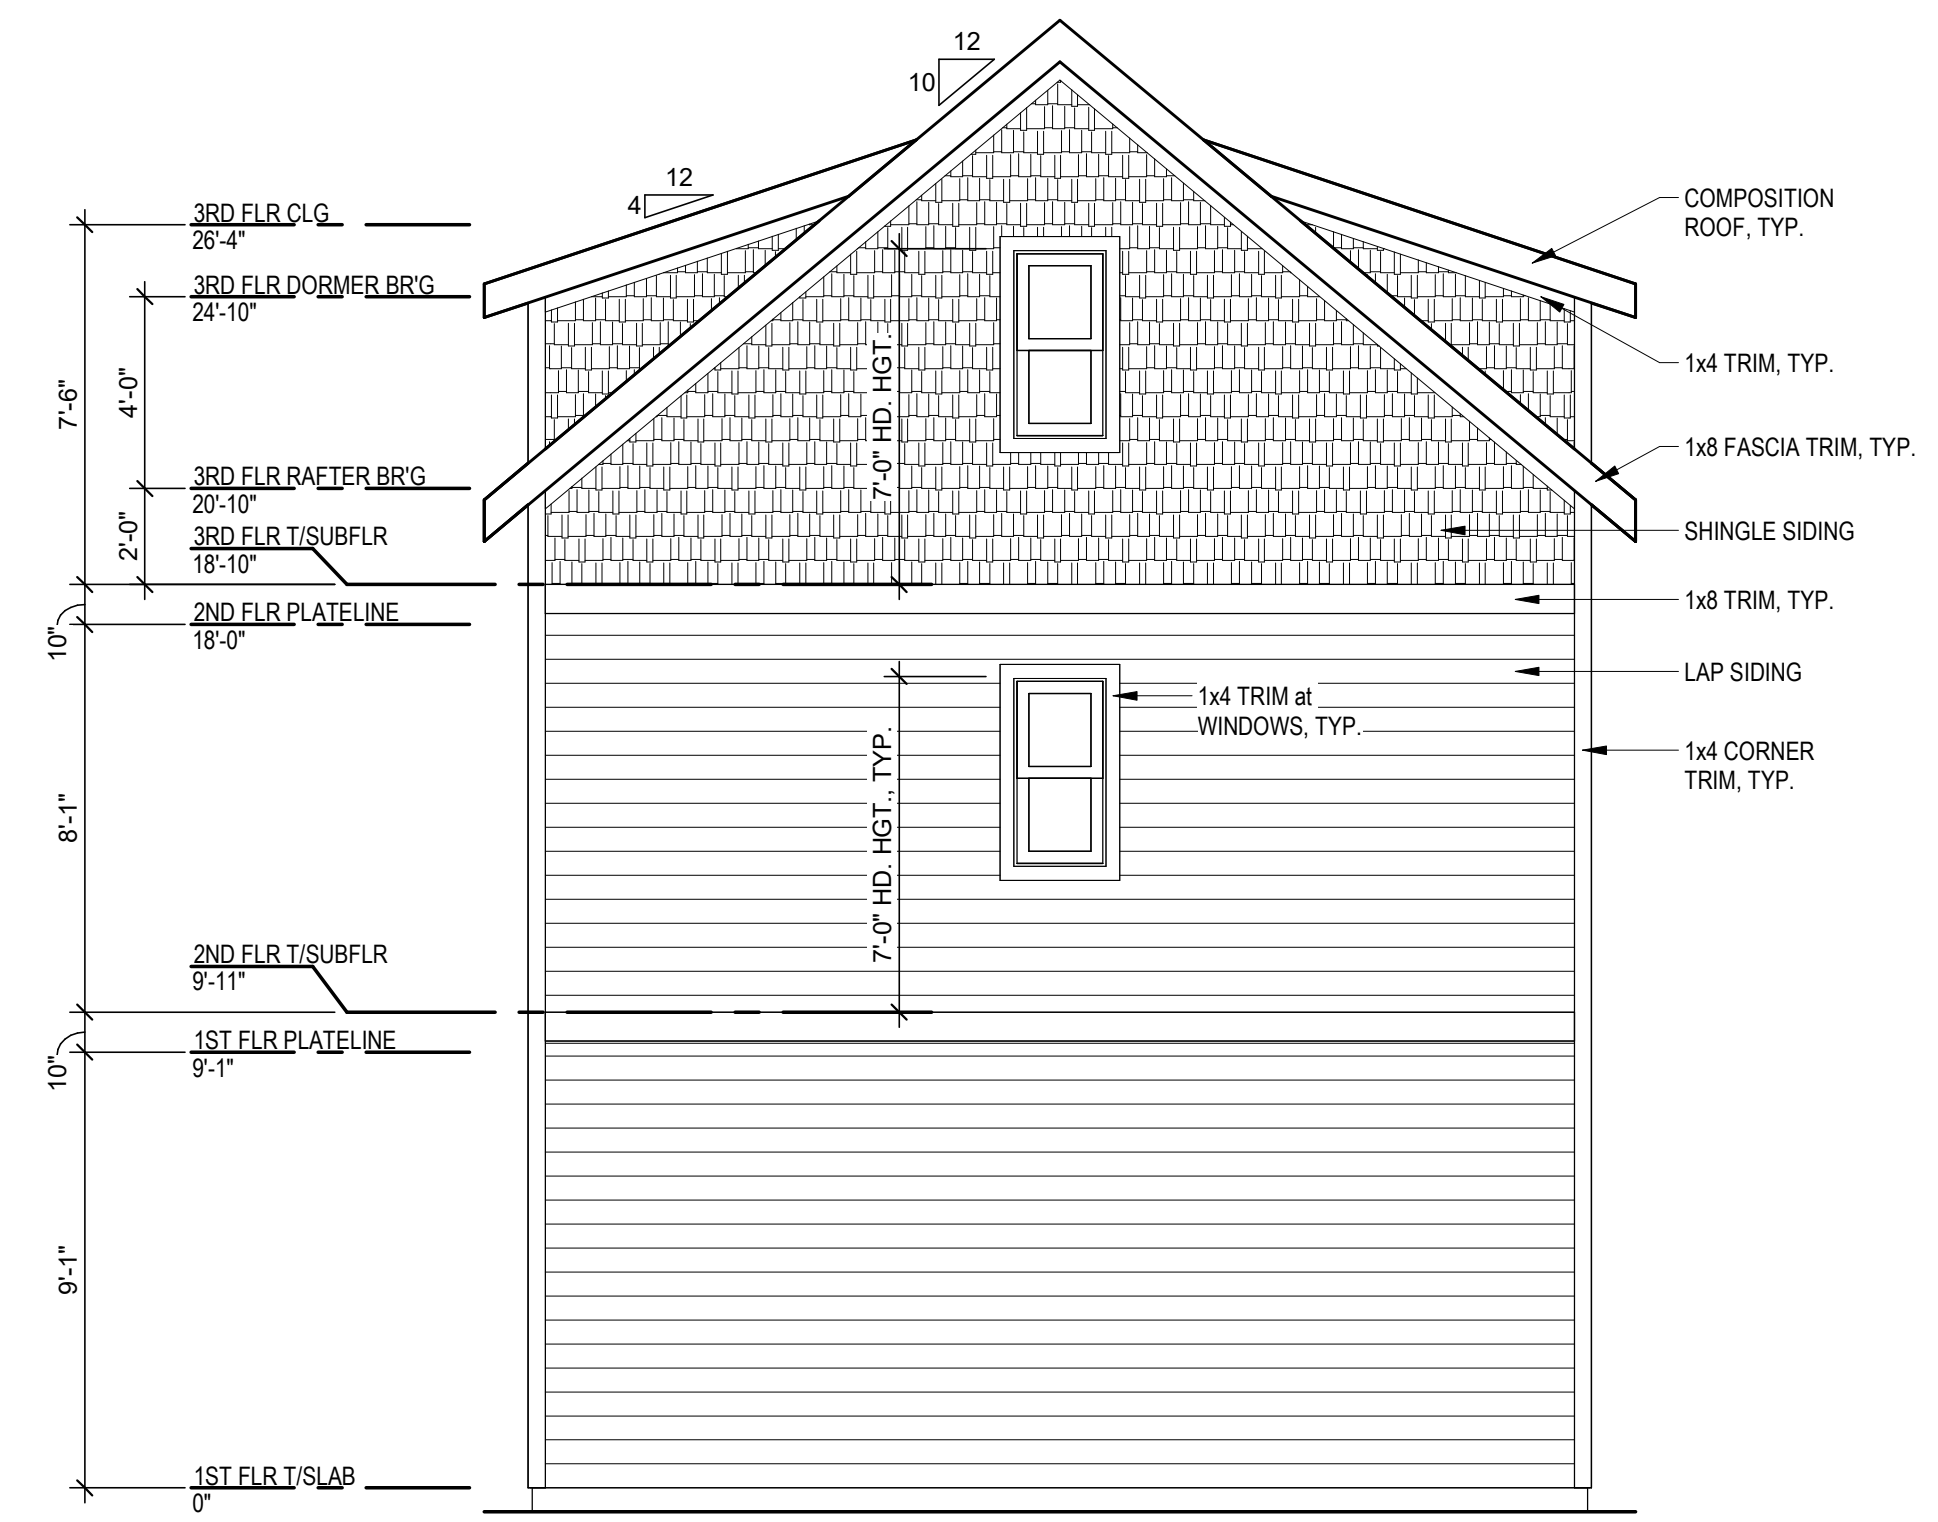 12
10
12
4
3RD FLR CLG
26'-4"
3RD FLR DORMER BR'G
24'-10"
3RD FLR RAFTER BR'G
20'-10"
3RD FLR T/SUBFLR
18'-10"
2ND FLR PLATELINE
18'-0"
2ND FLR T/SUBFLR
9'-11"
1ST FLR PLATELINE
9'-1"
1ST FLR T/SLAB
0"
7'-6"
4'-0"
2'-0"
10"
8'-1"
10"
9'-1"
7'-0" HD. HGT.
7'-0" HD. HGT., TYP.
1x4 TRIM at
WINDOWS, TYP.
COMPOSITION
ROOF, TYP.
1x4 TRIM, TYP.
1x8 FASCIA TRIM, TYP.
SHINGLE SIDING
1x8 TRIM, TYP.
LAP SIDING
1x4 CORNER
TRIM, TYP.